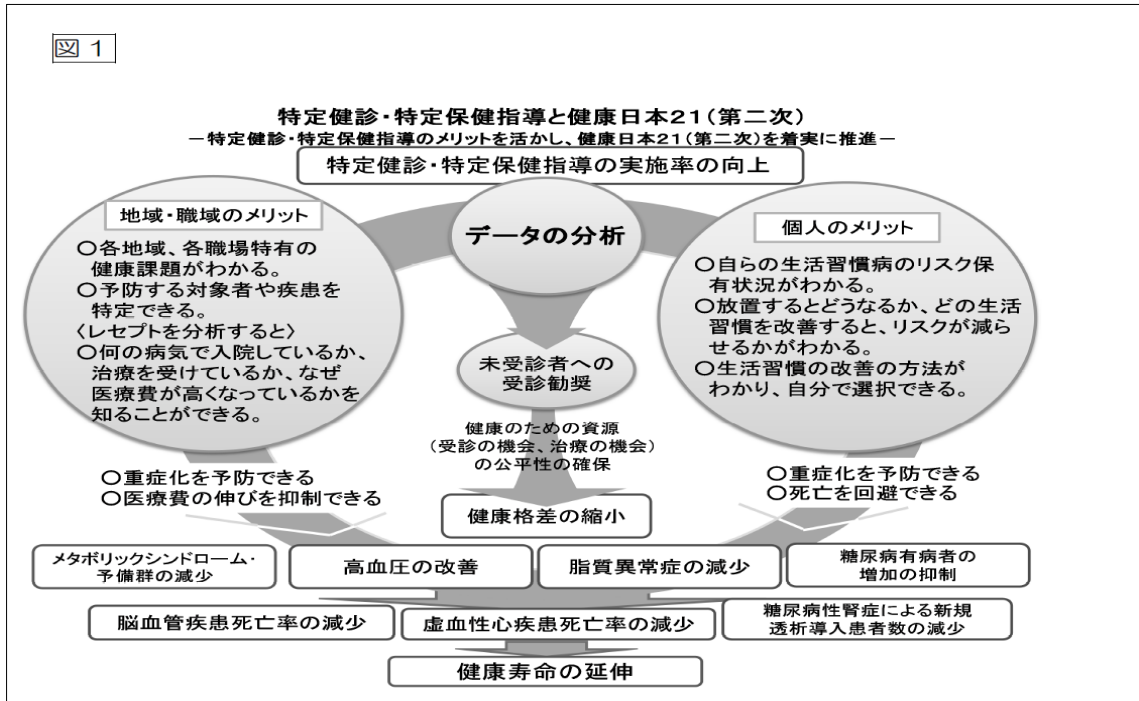 図 1
特定健診・特定保健指導と健康日本21(第二次)
－特定健診・特定保健指導のメリットを活かし、健康日本21(第二次)を着実に推進－
特定健診・特定保健指導の実施率の向上
地域・職域のメリット
○各地域、各職場特有の
健康課題がわかる。
○予防する対象者や疾患を
特定できる。
〈レセプトを分析すると〉
○何の病気で入院しているか、
治療を受けているか、なぜ
医療費が高くなっているかを
知ることができる。
データの分析
未受診者への
受診勧奨
健康のための資源
(受診の機会、治療の機会)
の公平性の確保
個人のメリット
○自らの生活習慣病のリスク保
有状況がわかる。
○放置するとどうなるか、どの生活
習慣を改善すると、リスクが減ら
せるかがわかる。
○生活習慣の改善の方法が
わかり、自分で選択できる。
○重症化を予防できる
○医療費の伸びを抑制できる
○重症化を予防できる
○死亡を回避できる
健康格差の縮小
メタボリックシンドローム・
予備群の減少
高血圧の改善
脂質異常症の減少
糖尿病有病者の
増加の抑制
脳血管疾患死亡率の減少
虚血性心疾患死亡率の減少
糖尿病性腎症による新規
透析導入患者数の減少
健康寿命の延伸